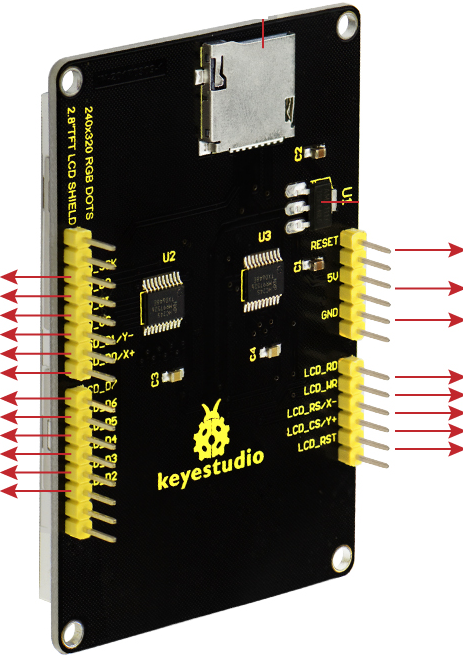 240x320 RGB DOTS
2.8"TFT LCD SHIELD
C2
U1
U2
U3
RESET
C1
5V
GND
C3
C4
LCD_RD
LCD_WR
LCD_RS/X-
LCD_CS/Y+
LCD_RST
keyestudio